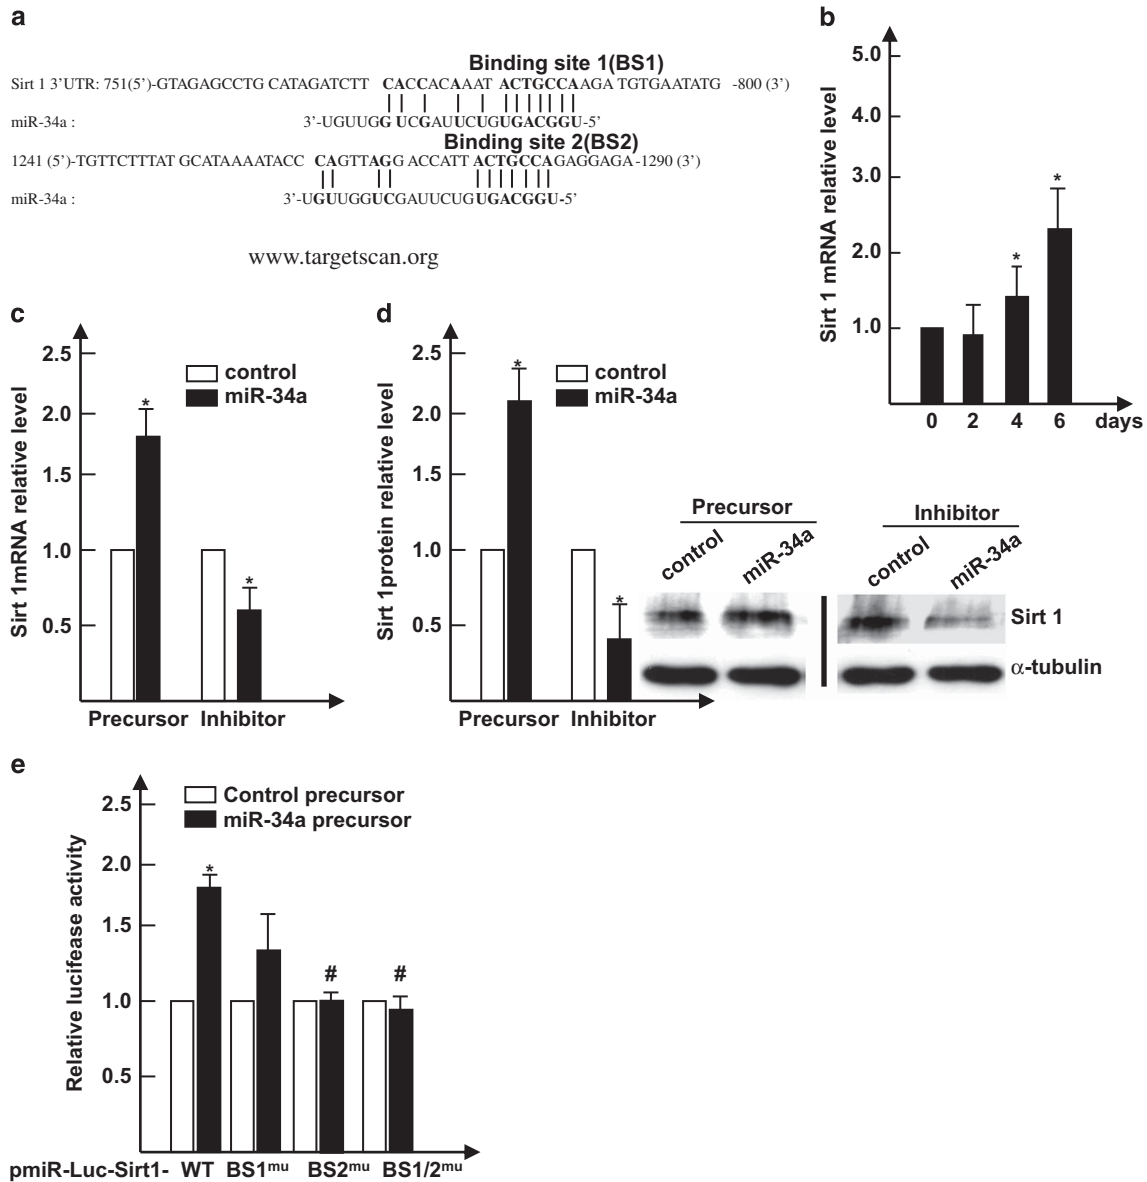 a
Binding site 1(BS1)
Sirt 1 3'UTR: 751(5')-GTAGAGCCTG CATAGATCTT CACCACAAAT ACTGCCAAGA TGTGAATATG -800 (3')
miR-34a : 3'-UGUUGGUCGAUUCUGUGACGGU-5'
Binding site 2(BS2)
1241 (5')-TGTTCTTTAT GCATAAAATACC CAGTTAGG ACCATT ACTGCCAGAGGAGA -1290 (3')
miR-34a : 3'-UGUUGGUCGAUUCUGUGACGGU-5'
www.targetscan.org
b
Sirt 1 mRNA relative level
5.0
4.0
3.0
2.0
1.0
*
*
0 2 4 6 days
c
Sirt 1mRNA relative level
2.5
2.0
1.5
1.0
0.5
control
miR-34a
*
*
Precursor Inhibitor
d
Sirt 1protein relative level
2.5
2.0
1.5
1.0
0.5
control
miR-34a
*
*
Precursor Inhibitor
Precursor
control miR-34a
Inhibitor
control miR-34a
Sirt 1
α-tubulin
e
Relative lucifease activity
2.5
2.0
1.5
1.0
0.5
Control precursor
miR-34a precursor
*
#
#
pmiR-Luc-Sirt1- WT BS1mu BS2mu BS1/2mu